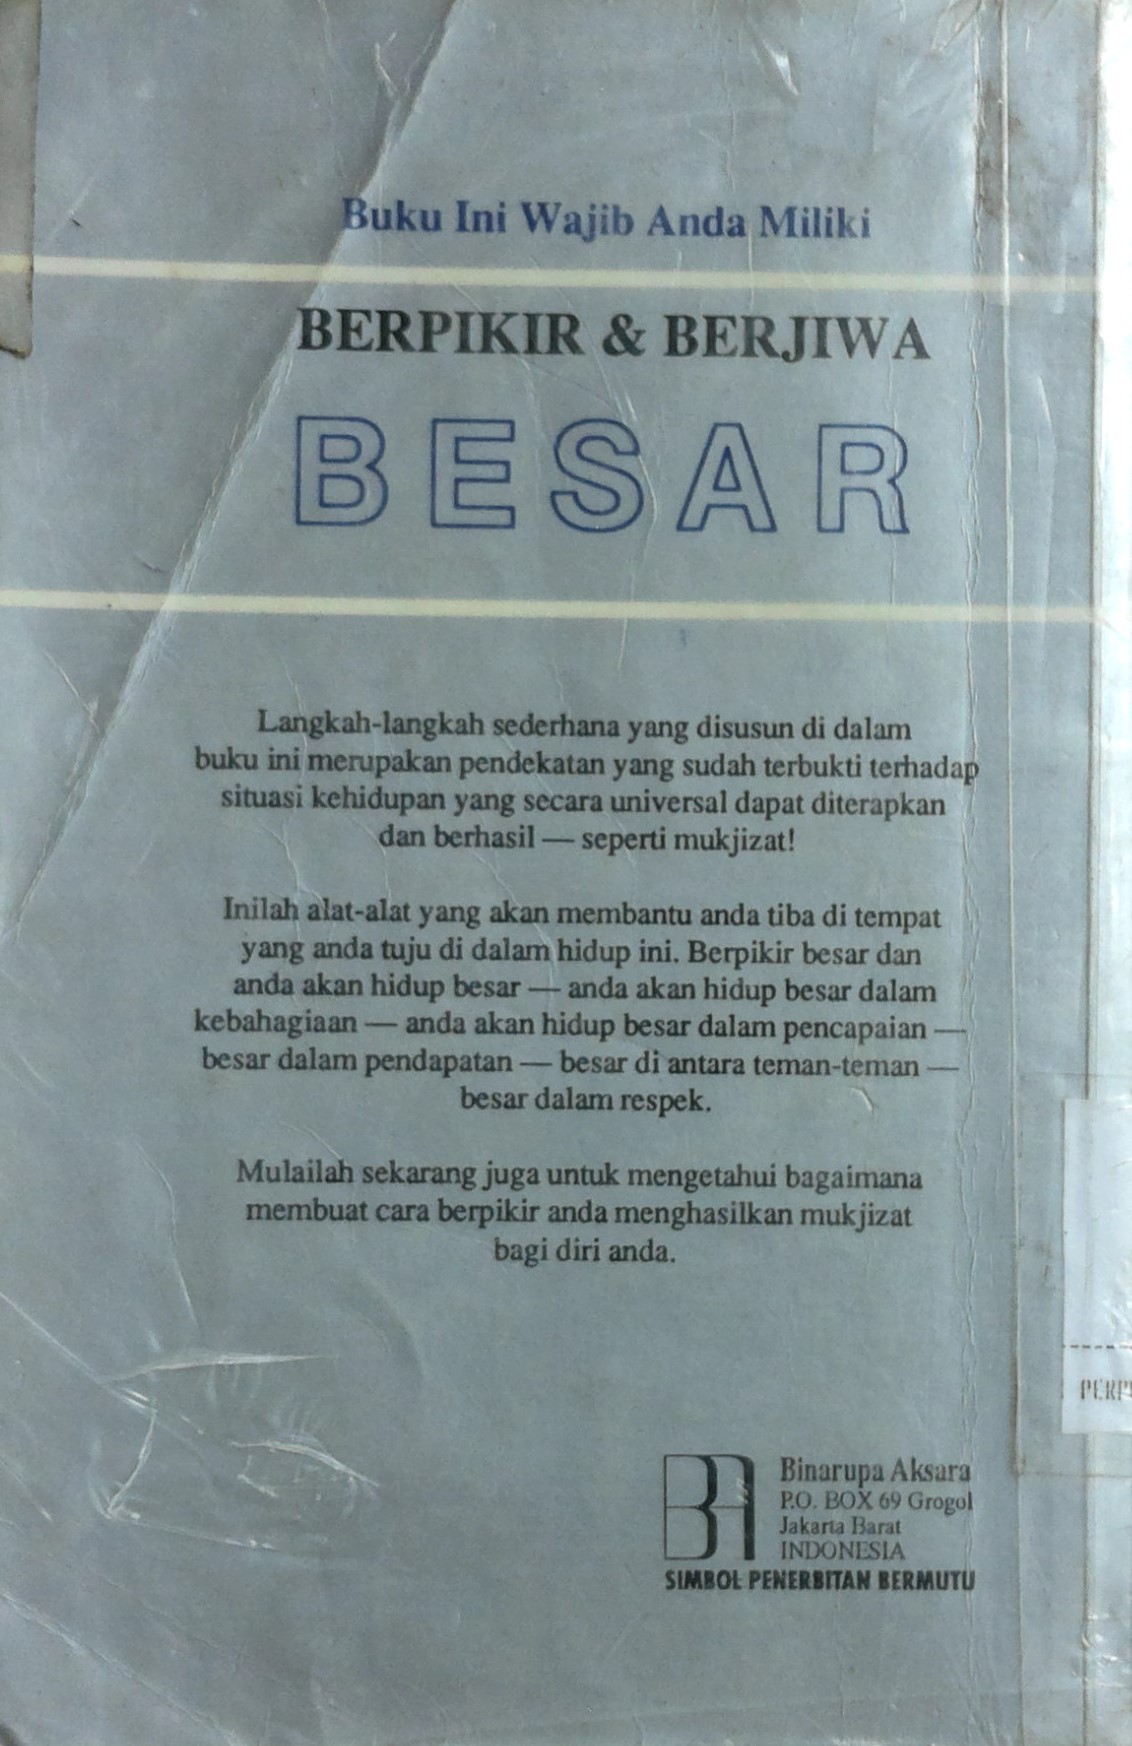 Buku Ini Wajib Anda Miliki
BERPIKIR & BERJIWA
BESAR
Langkah-langkah sederhana yang disusun di dalam
buku ini merupakan pendekatan yang sudah terbukti terhadap
situasi kehidupan yang secara universal dapat diterapkan
dan berhasil — seperti mukjizat!
Inilah alat-alat yang akan membantu anda tiba di tempat
yang anda tuju di dalam hidup ini. Berpikir besar dan
anda akan hidup besar — anda akan hidup besar dalam
kebahagiaan — anda akan hidup besar dalam pencapaian —
besar dalam pendapatan — besar di antara teman-teman —
besar dalam respek.
Mulailah sekarang juga untuk mengetahui bagaimana
membuat cara berpikir anda menghasilkan mukjizat
bagi diri anda.
BA
Binarupa Aksara
P.O. BOX 69 Grogol
Jakarta Barat
INDONESIA
SIMBOL PENERBITAN BERMUTU